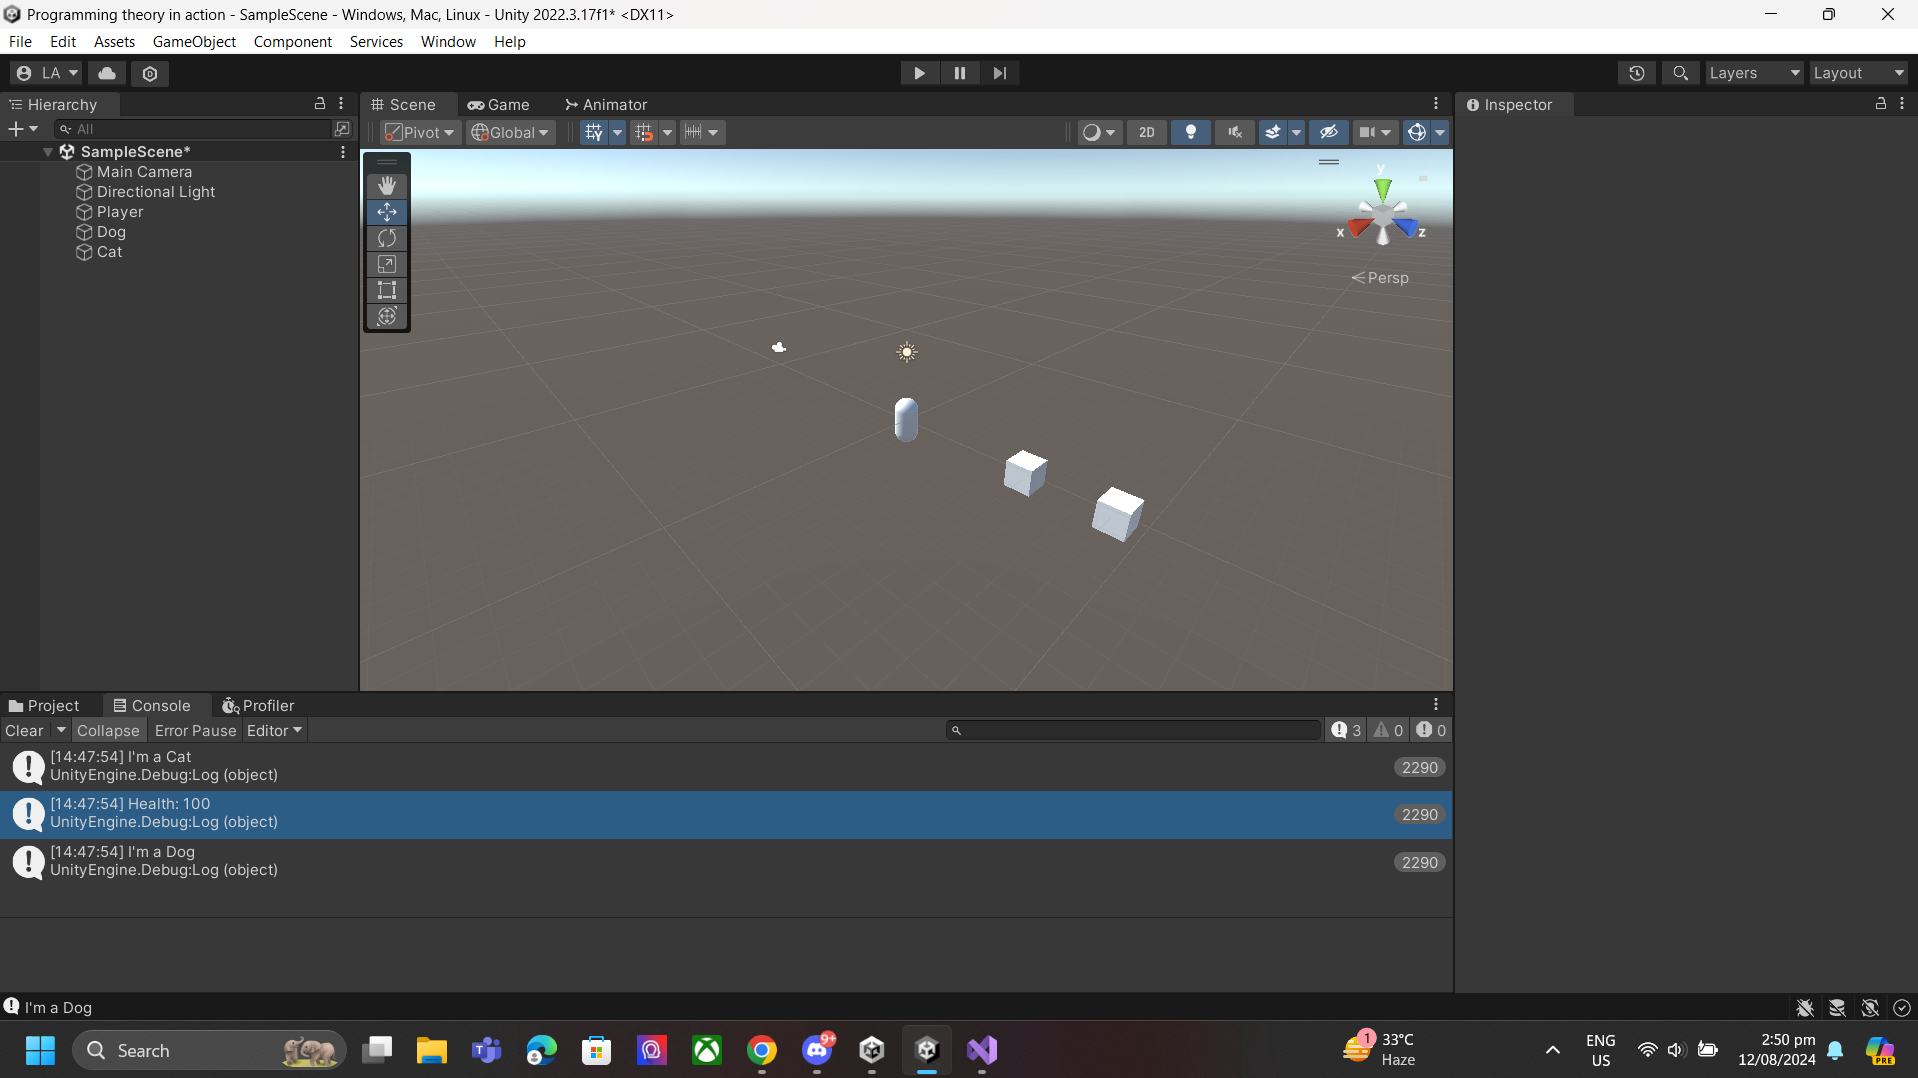 Programming theory in action - SampleScene - Windows, Mac, Linux - Unity 2022.3.17f1* <DX11>
File Edit Assets GameObject Component Services Window Help
LA Layers Layout
Hierarchy Scene Game Animator Inspector
All Pivot Global 2D
SampleScene*
Main Camera
Directional Light
Player
Dog
Cat
y
x z
Persp
Project Console Profiler
Clear Collapse Error Pause Editor 3 0 0
[14:47:54] I'm a Cat
UnityEngine.Debug:Log (object) 2290
[14:47:54] Health: 100
UnityEngine.Debug:Log (object) 2290
[14:47:54] I'm a Dog
UnityEngine.Debug:Log (object) 2290
I'm a Dog
Search 9+ 1 33°C ENG 2:50 pm
Haze US 12/08/2024 PRE